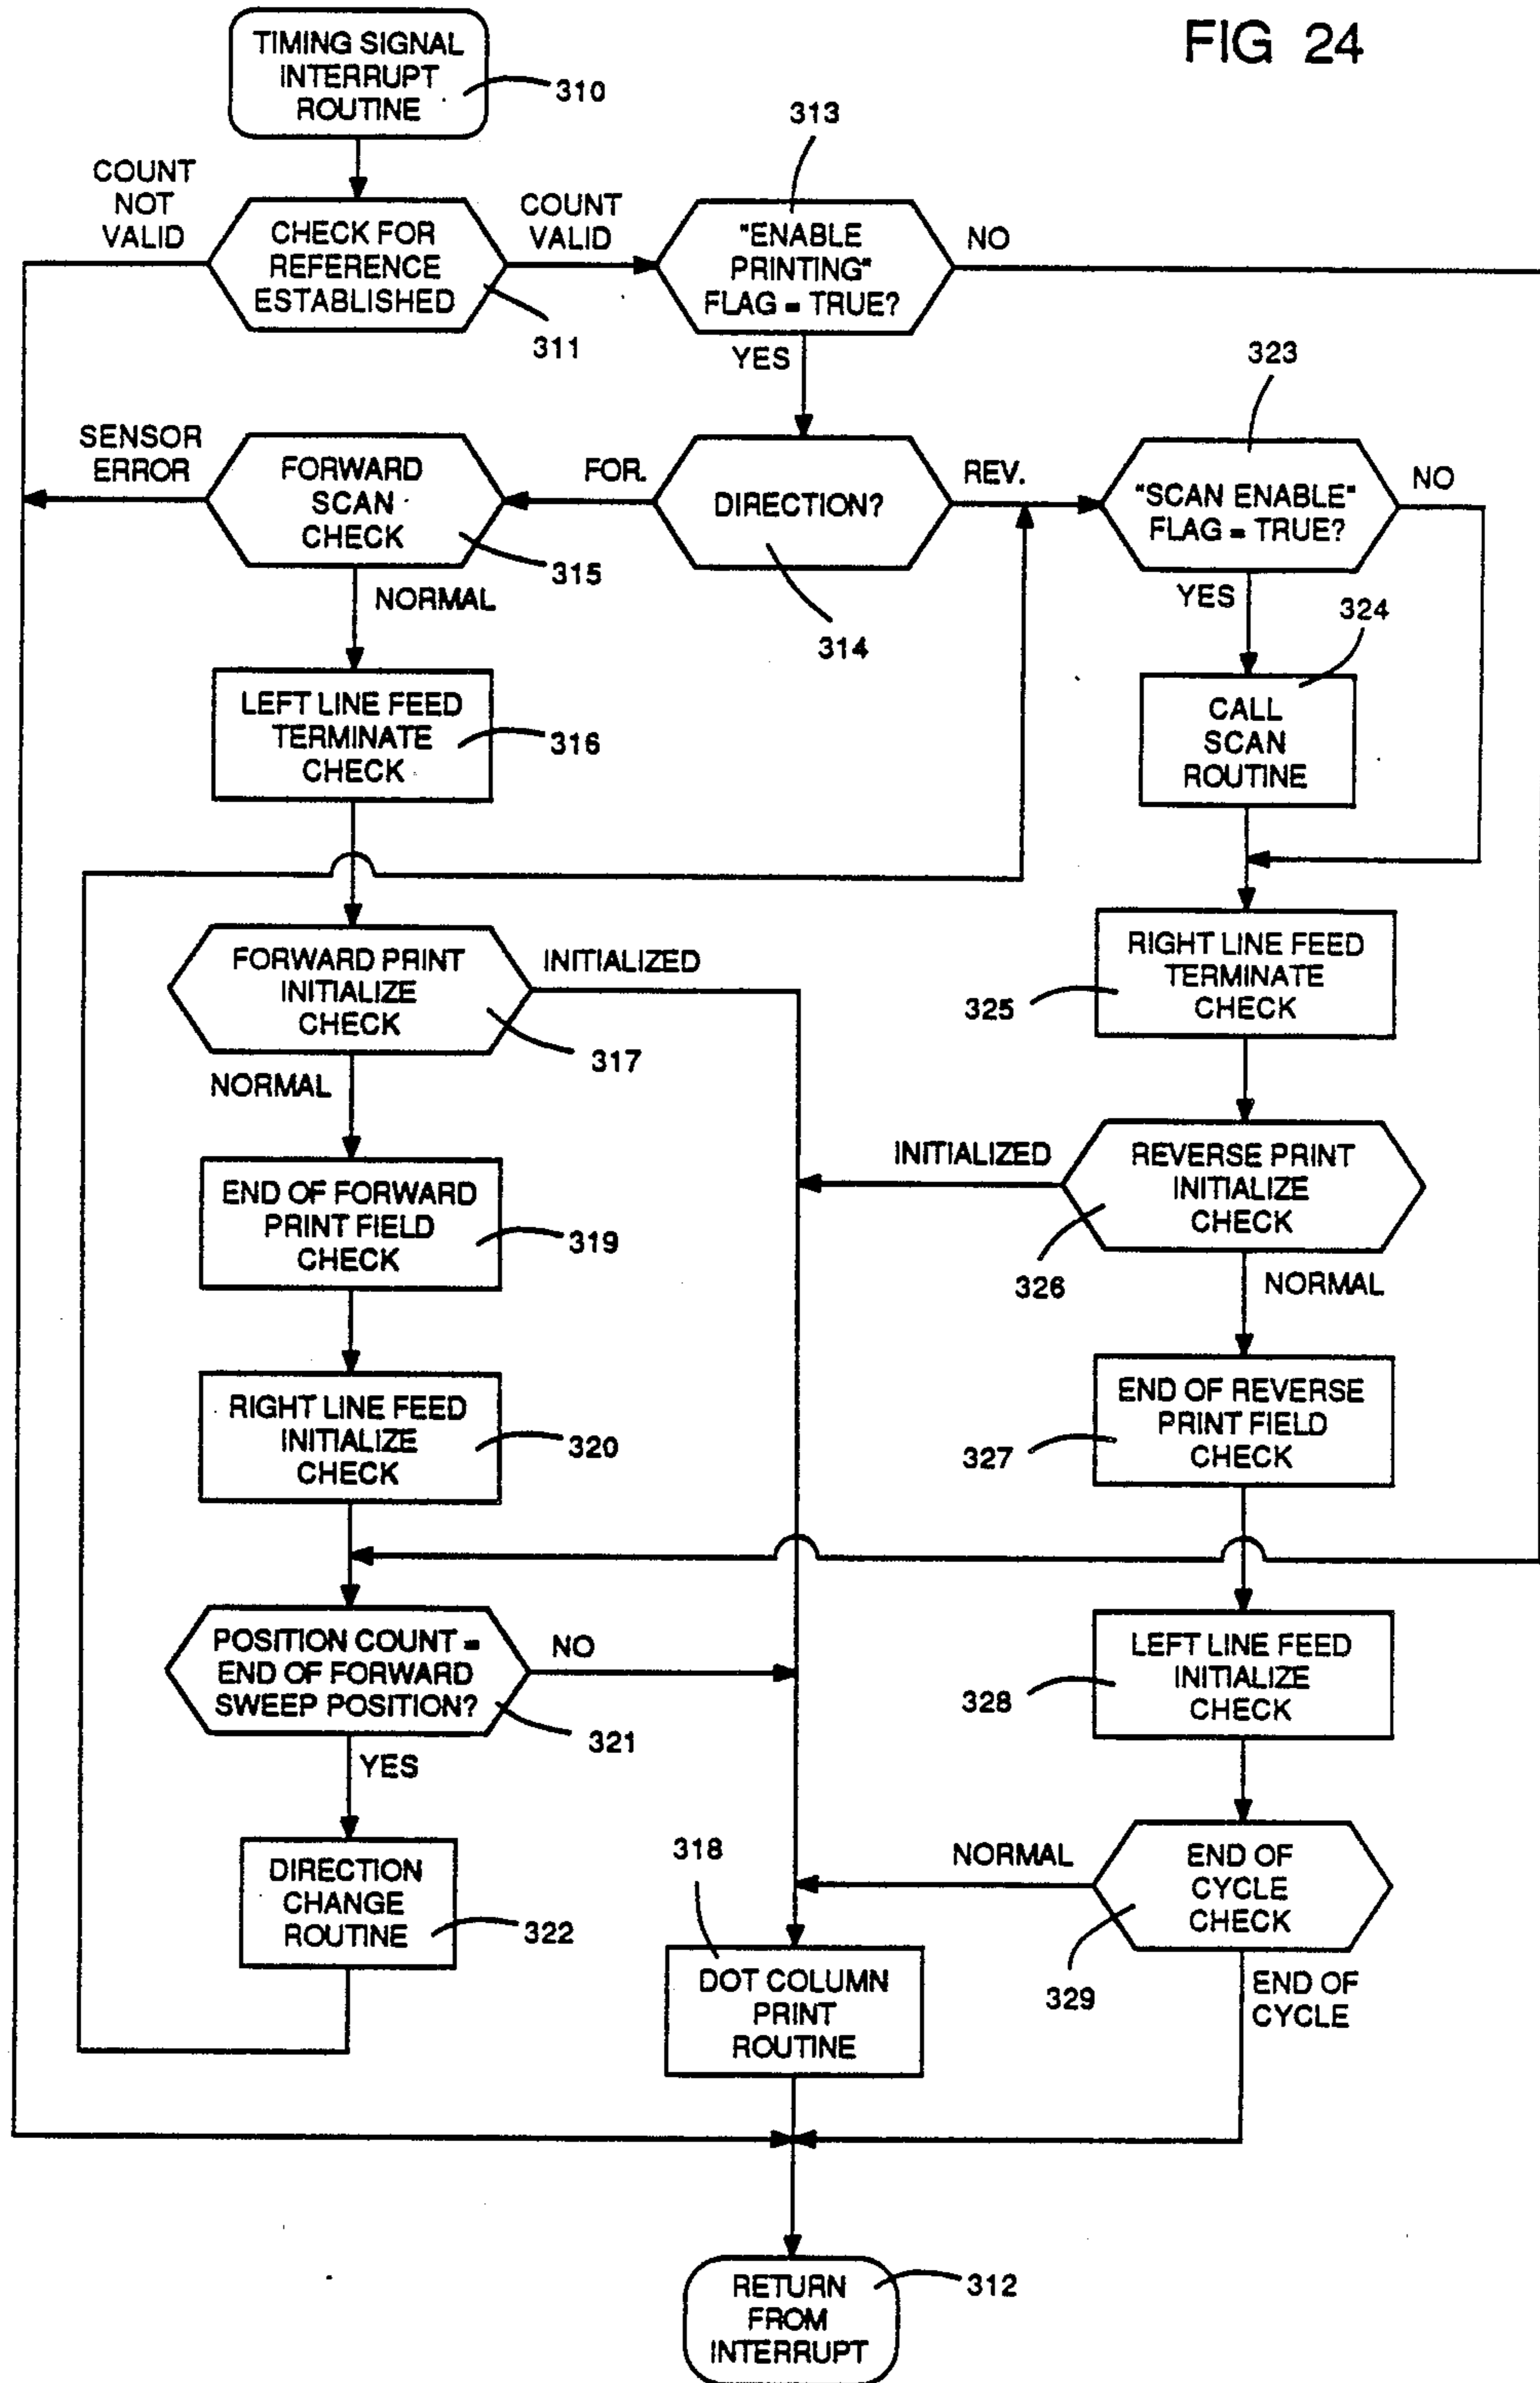 FIG 24
TIMING SIGNAL
INTERRUPT
ROUTINE
310
COUNT
NOT
VALID
CHECK FOR
REFERENCE
ESTABLISHED
311
COUNT
VALID
313
"ENABLE
PRINTING"
FLAG = TRUE?
NO
YES
SENSOR
ERROR
FORWARD
SCAN
CHECK
315
NORMAL
FOR.
DIRECTION?
314
REV.
323
"SCAN ENABLE"
FLAG = TRUE?
NO
YES
324
CALL
SCAN
ROUTINE
LEFT LINE FEED
TERMINATE
CHECK
316
FORWARD PRINT
INITIALIZE
CHECK
317
INITIALIZED
NORMAL
RIGHT LINE FEED
TERMINATE
CHECK
325
INITIALIZED
REVERSE PRINT
INITIALIZE
CHECK
326
NORMAL
END OF FORWARD
PRINT FIELD
CHECK
319
END OF REVERSE
PRINT FIELD
CHECK
327
RIGHT LINE FEED
INITIALIZE
CHECK
320
POSITION COUNT =
END OF FORWARD
SWEEP POSITION?
321
NO
YES
LEFT LINE FEED
INITIALIZE
CHECK
328
DIRECTION
CHANGE
ROUTINE
322
318
DOT COLUMN
PRINT
ROUTINE
NORMAL
END OF
CYCLE
CHECK
329
END OF
CYCLE
RETURN
FROM
INTERRUPT
312